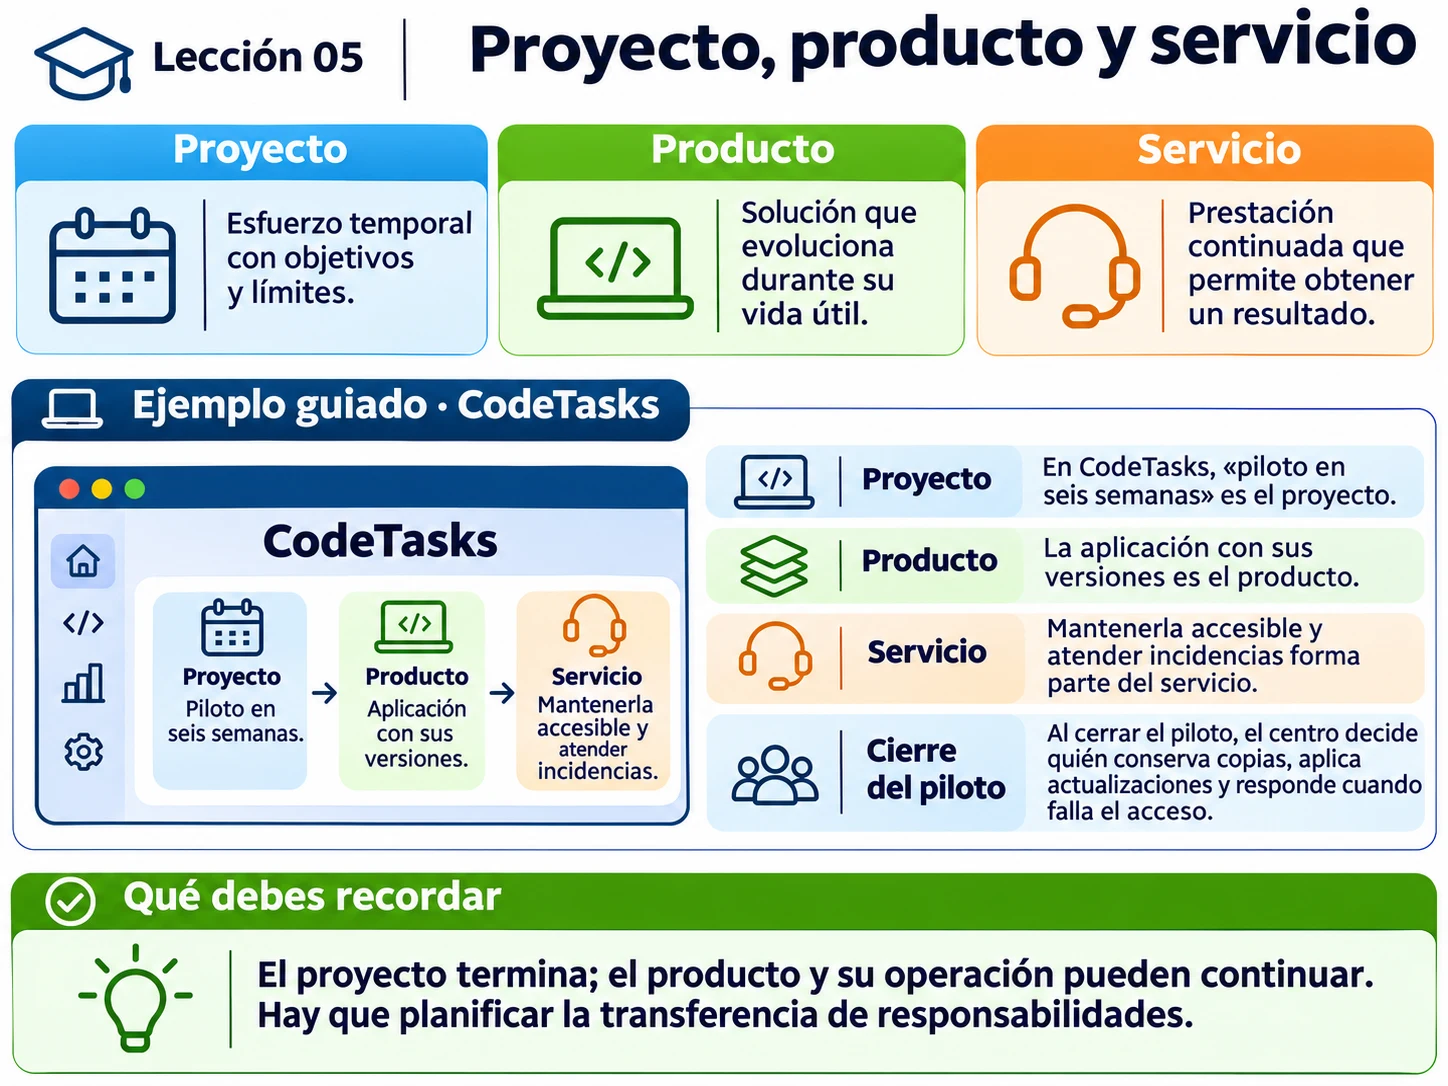 Lección 05
Proyecto, producto y servicio
Proyecto
Esfuerzo temporal
con objetivos
y límites.
Producto
Solución que
evoluciona
durante su
vida útil.
Servicio
Prestación
continuada que
permite obtener
un resultado.
Ejemplo guiado · CodeTasks
CodeTasks
Proyecto
Piloto en
seis semanas.
Producto
Aplicación
con sus
versiones.
Servicio
Mantenerla
accesible y
atender
incidencias.
Proyecto
En CodeTasks, «piloto en
seis semanas» es el proyecto.
Producto
La aplicación con sus
versiones es el producto.
Servicio
Mantenerla accesible y
atender incidencias forma
parte del servicio.
Cierre
del piloto
Al cerrar el piloto, el centro decide
quién conserva copias, aplica
actualizaciones y responde cuando
falla el acceso.
Qué debes recordar
El proyecto termina; el producto y su operación pueden continuar.
Hay que planificar la transferencia de responsabilidades.